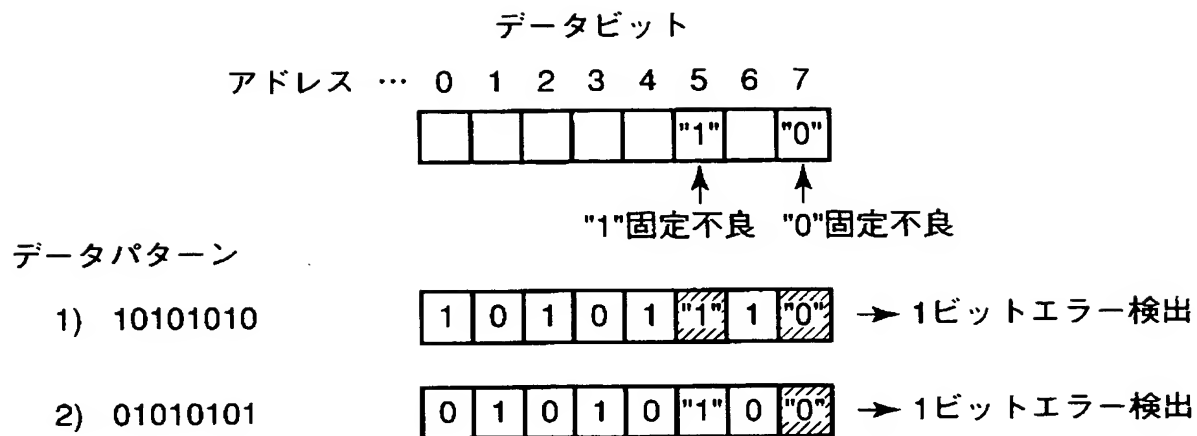 データビット
アドレス … 0 1 2 3 4 5 6 7
"1" "0"
"1"固定不良 "0"固定不良
データパターン
1) 10101010 1 0 1 0 1 "1" 1 "0" → 1ビットエラー検出
2) 01010101 0 1 0 1 0 "1" 0 "0" → 1ビットエラー検出